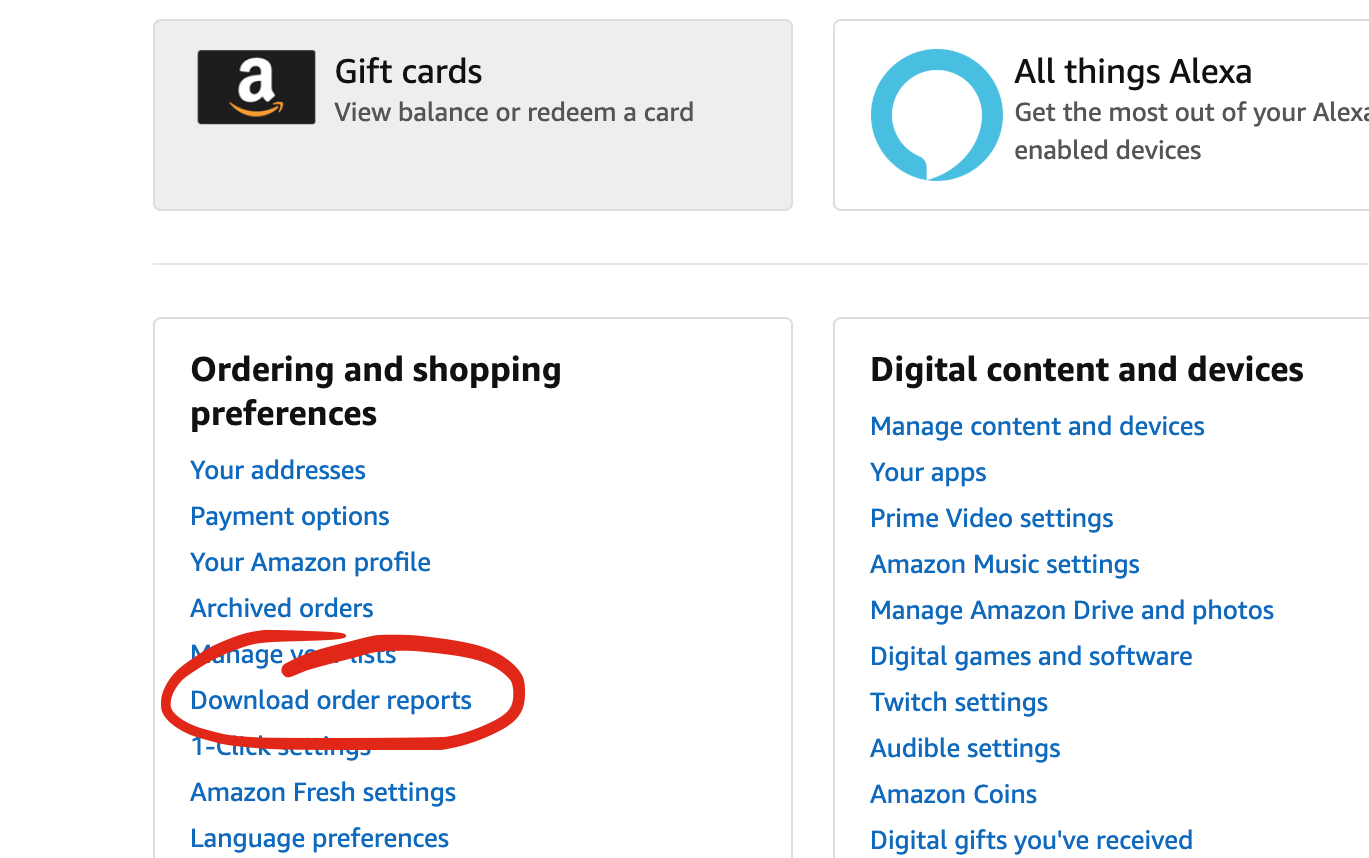 a
Gift cards
View balance or redeem a card
All things Alexa
Get the most out of your Alexa
enabled devices
Ordering and shopping
preferences
Your addresses
Payment options
Your Amazon profile
Archived orders
Manage your lists
Download order reports
1-Click settings
Amazon Fresh settings
Language preferences
Digital content and devices
Manage content and devices
Your apps
Prime Video settings
Amazon Music settings
Manage Amazon Drive and photos
Digital games and software
Twitch settings
Audible settings
Amazon Coins
Digital gifts you've received